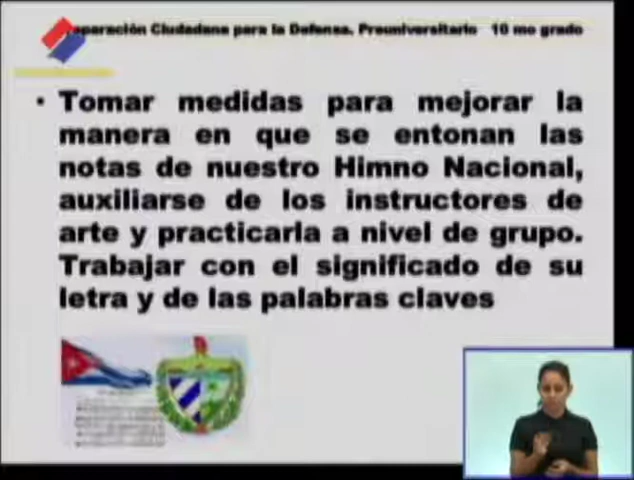 Preparación Ciudadana para la Defensa. Preuniversitario 10 mo grado
• Tomar medidas para mejorar la
manera en que se entonan las
notas de nuestro Himno Nacional,
auxiliarse de los instructores de
arte y practicarla a nivel de grupo.
Trabajar con el significado de su
letra y de las palabras claves